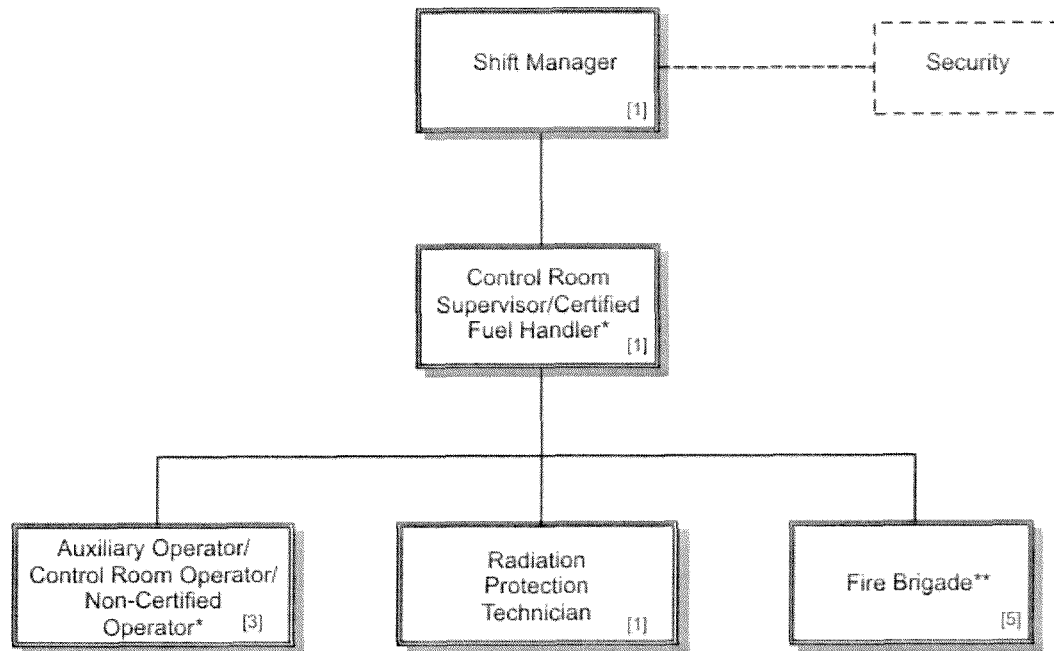 Shift Manager
[1]
Security
Control Room
Supervisor/Certified
Fuel Handler*
[1]
Auxiliary Operator/
Control Room Operator/
Non-Certified
Operator*
[3]
Radiation
Protection
Technician
[1]
Fire Brigade**
[5]